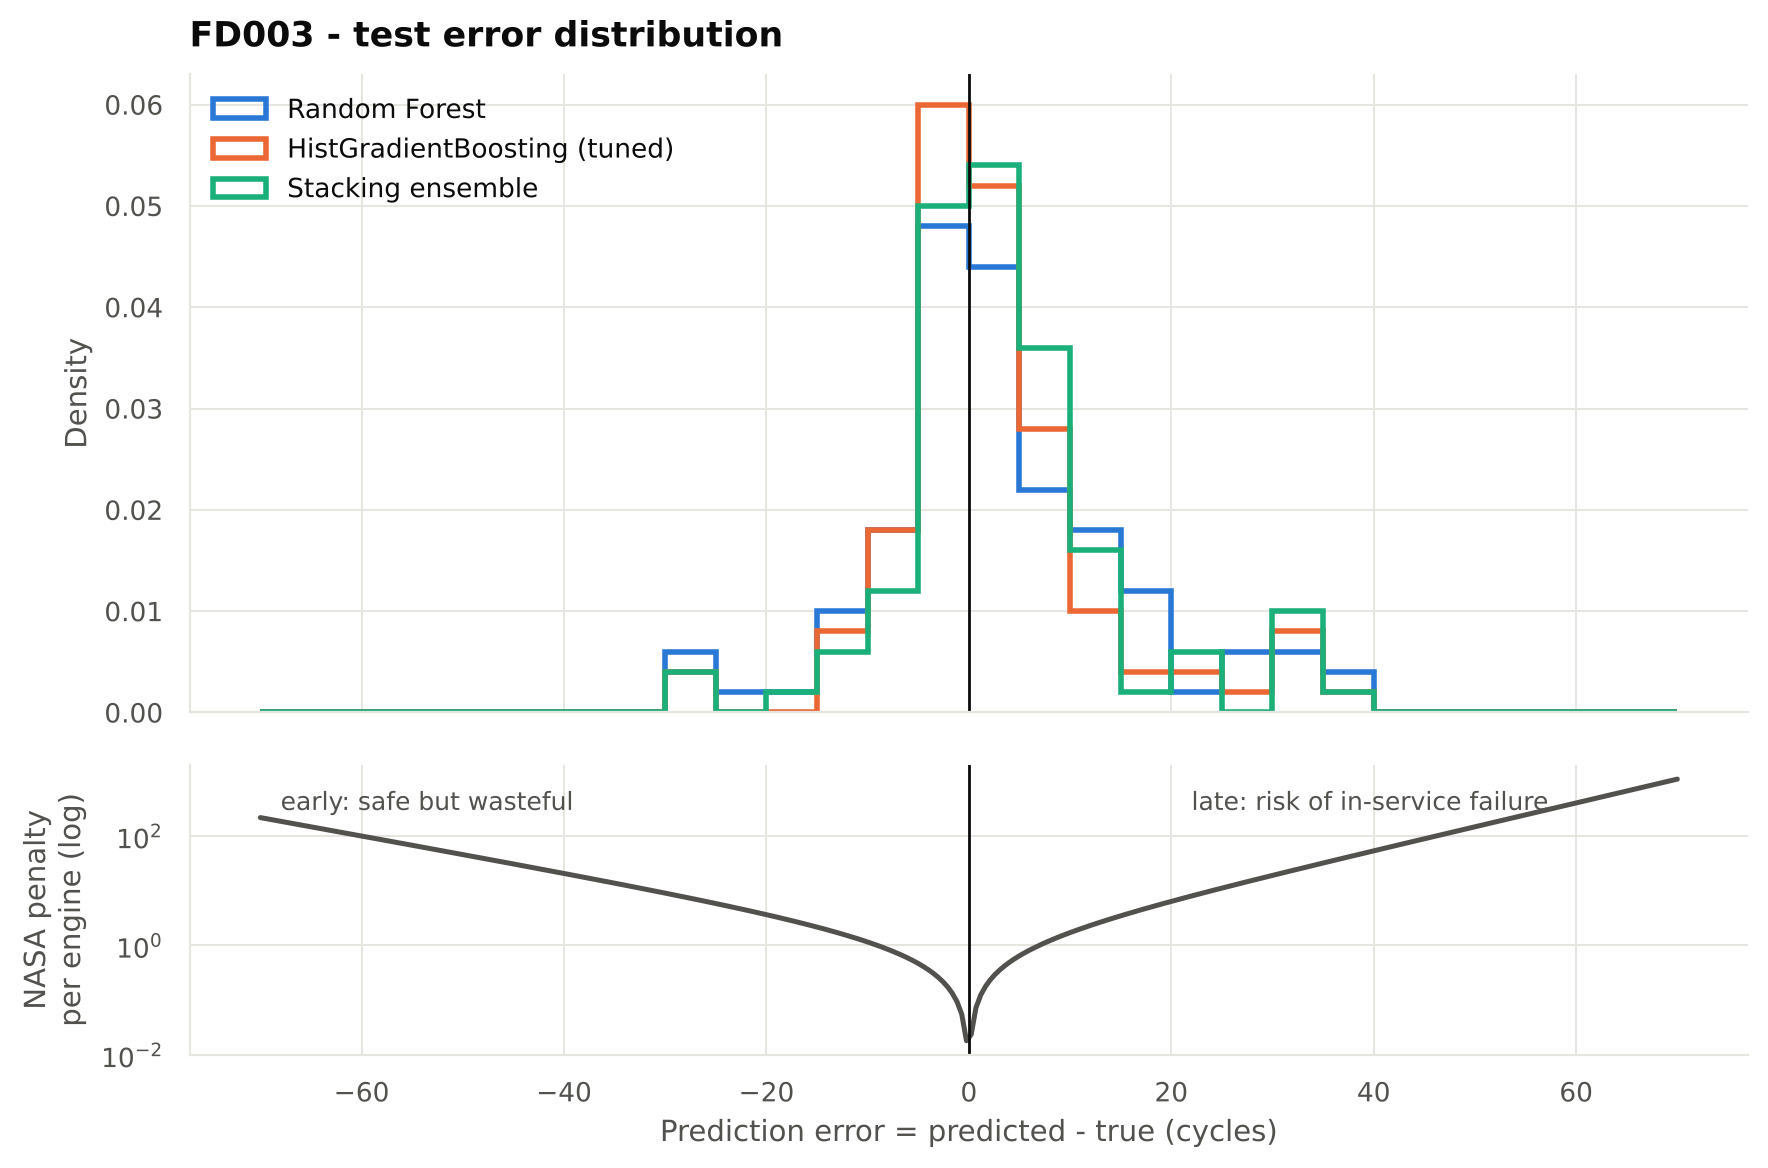 FD003 - test error distribution
Random Forest
HistGradientBoosting (tuned)
Stacking ensemble
Density
0.06
0.05
0.04
0.03
0.02
0.01
0.00
early: safe but wasteful
late: risk of in-service failure
NASA penalty
per engine (log)
10²
10⁰
10⁻²
−60 −40 −20 0 20 40 60
Prediction error = predicted - true (cycles)